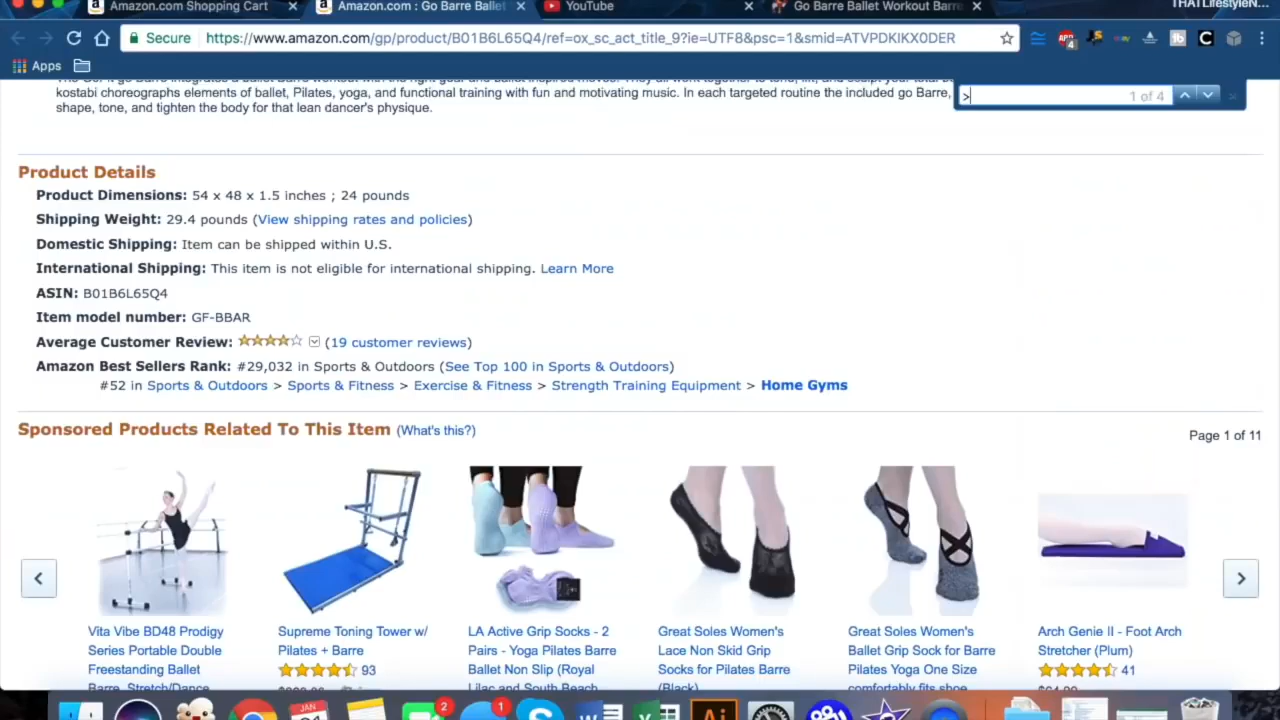 Amazon.com Shopping Cart
Amazon.com : Go Barre Ballet
YouTube
Go Barre Ballet Workout Barre
THATLifestyleN...
Secure
https://www.amazon.com/gp/product/B01B6L65Q4/ref=ox_sc_act_title_9?ie=UTF8&psc=1&smid=ATVPDKIKX0DER
Apps
kostabi choreographs elements of ballet, Pilates, yoga, and functional training with fun and motivating music. In each targeted routine the included go Barre,
shape, tone, and tighten the body for that lean dancer's physique.
>
1 of 4
Product Details
Product Dimensions: 54 x 48 x 1.5 inches ; 24 pounds
Shipping Weight: 29.4 pounds (View shipping rates and policies)
Domestic Shipping: Item can be shipped within U.S.
International Shipping: This item is not eligible for international shipping. Learn More
ASIN: B01B6L65Q4
Item model number: GF-BBAR
Average Customer Review: (19 customer reviews)
Amazon Best Sellers Rank: #29,032 in Sports & Outdoors (See Top 100 in Sports & Outdoors)
#52 in Sports & Outdoors > Sports & Fitness > Exercise & Fitness > Strength Training Equipment > Home Gyms
Sponsored Products Related To This Item (What's this?)
Page 1 of 11
Vita Vibe BD48 Prodigy
Series Portable Double
Freestanding Ballet
Barre, Stretch/Dance
Supreme Toning Tower w/
Pilates + Barre
93
LA Active Grip Socks - 2
Pairs - Yoga Pilates Barre
Ballet Non Slip (Royal
Lilac and South Beach
Great Soles Women's
Lace Non Skid Grip
Socks for Pilates Barre
(Black)
Great Soles Women's
Ballet Grip Sock for Barre
Pilates Yoga One Size
comfortably fits shoe
Arch Genie II - Foot Arch
Stretcher (Plum)
41
JAN
2
1